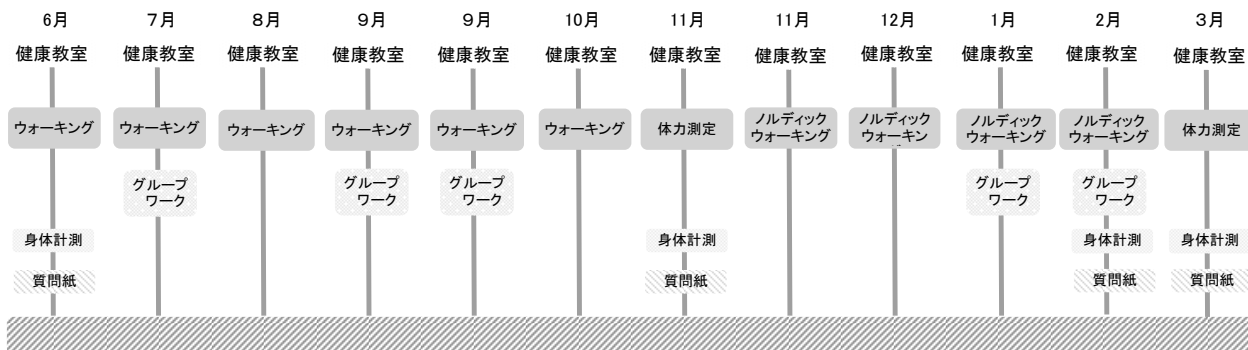 6月 7月 8月 9月 9月 10月 11月 11月 12月 1月 2月 3月
健康教室 健康教室 健康教室 健康教室 健康教室 健康教室 健康教室 健康教室 健康教室 健康教室 健康教室 健康教室
ウォーキング ウォーキング ウォーキング ウォーキング ウォーキング ウォーキング 体力測定 ノルディック ノルディック ノルディック ノルディック 体力測定
ウォーキング ウォーキン ウォーキング ウォーキング
グループ グループ グループ グループ グループ
ワーク ワーク ワーク ワーク ワーク
身体計測 身体計測 身体計測 身体計測
質問紙 質問紙 質問紙 質問紙